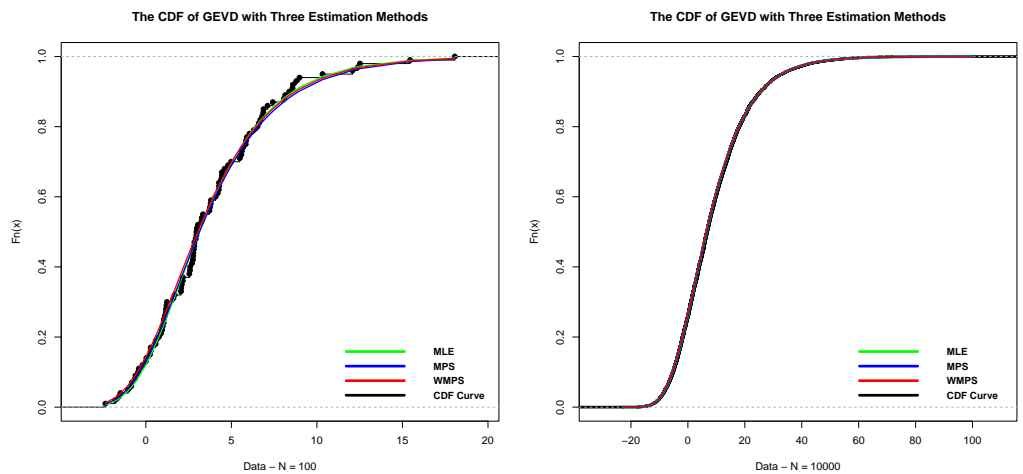 The CDF of GEVD with Three Estimation Methods
Fn(x)
1.0
0.8
0.6
0.4
0.2
0.0
MLE
MPS
WMPS
CDF Curve
0 5 10 15 20
Data − N = 100
The CDF of GEVD with Three Estimation Methods
Fn(x)
1.0
0.8
0.6
0.4
0.2
0.0
MLE
MPS
WMPS
CDF Curve
−20 0 20 40 60 80 100
Data − N = 10000